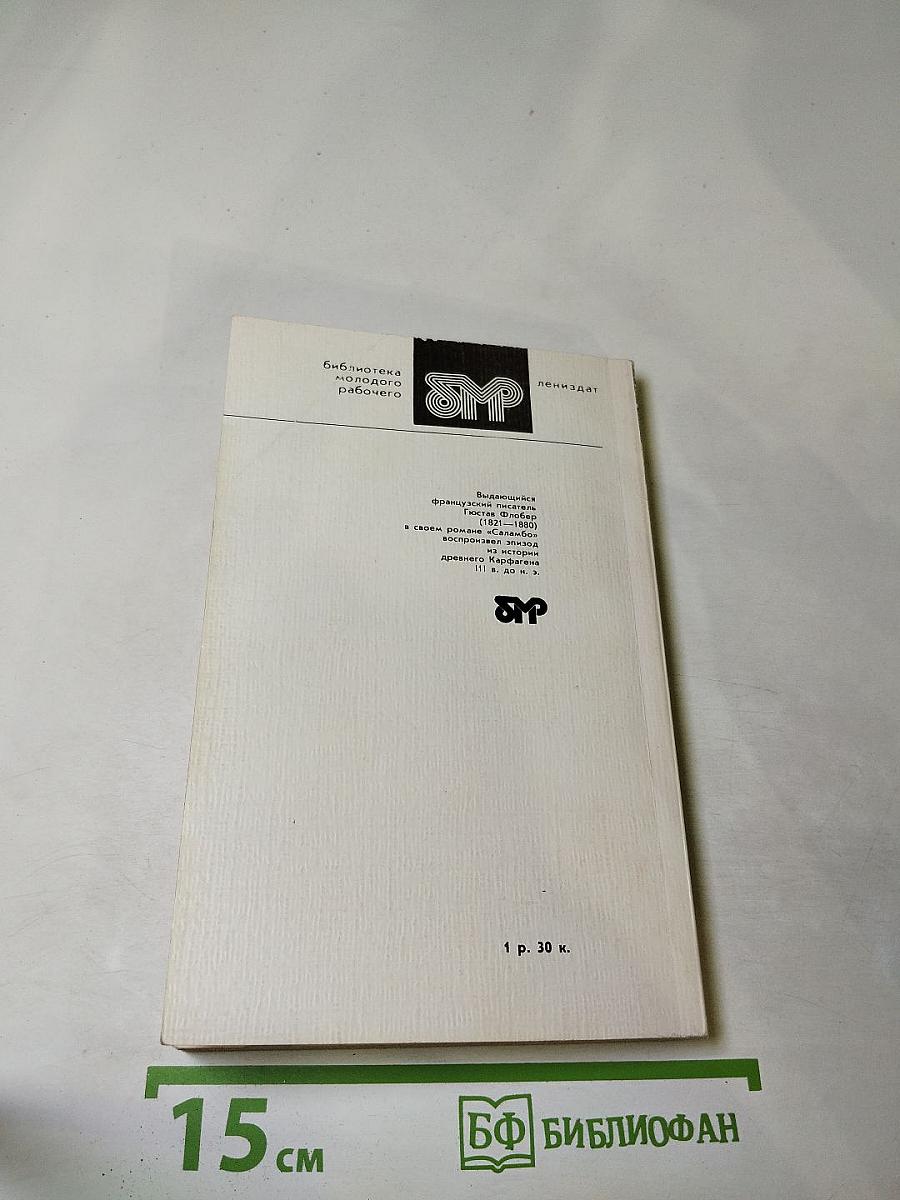 библиотека
молодого
рабочего
бмр
лениздат
Выдающийся
французский писатель
Гюстав Флобер
(1821—1880)
в своем романе «Саламбо»
воспроизвел эпизод
из истории
древнего Карфагена
III в. до н. э.
бмр
1 р. 30 к.
15 см
БФ БИБЛИОФАН